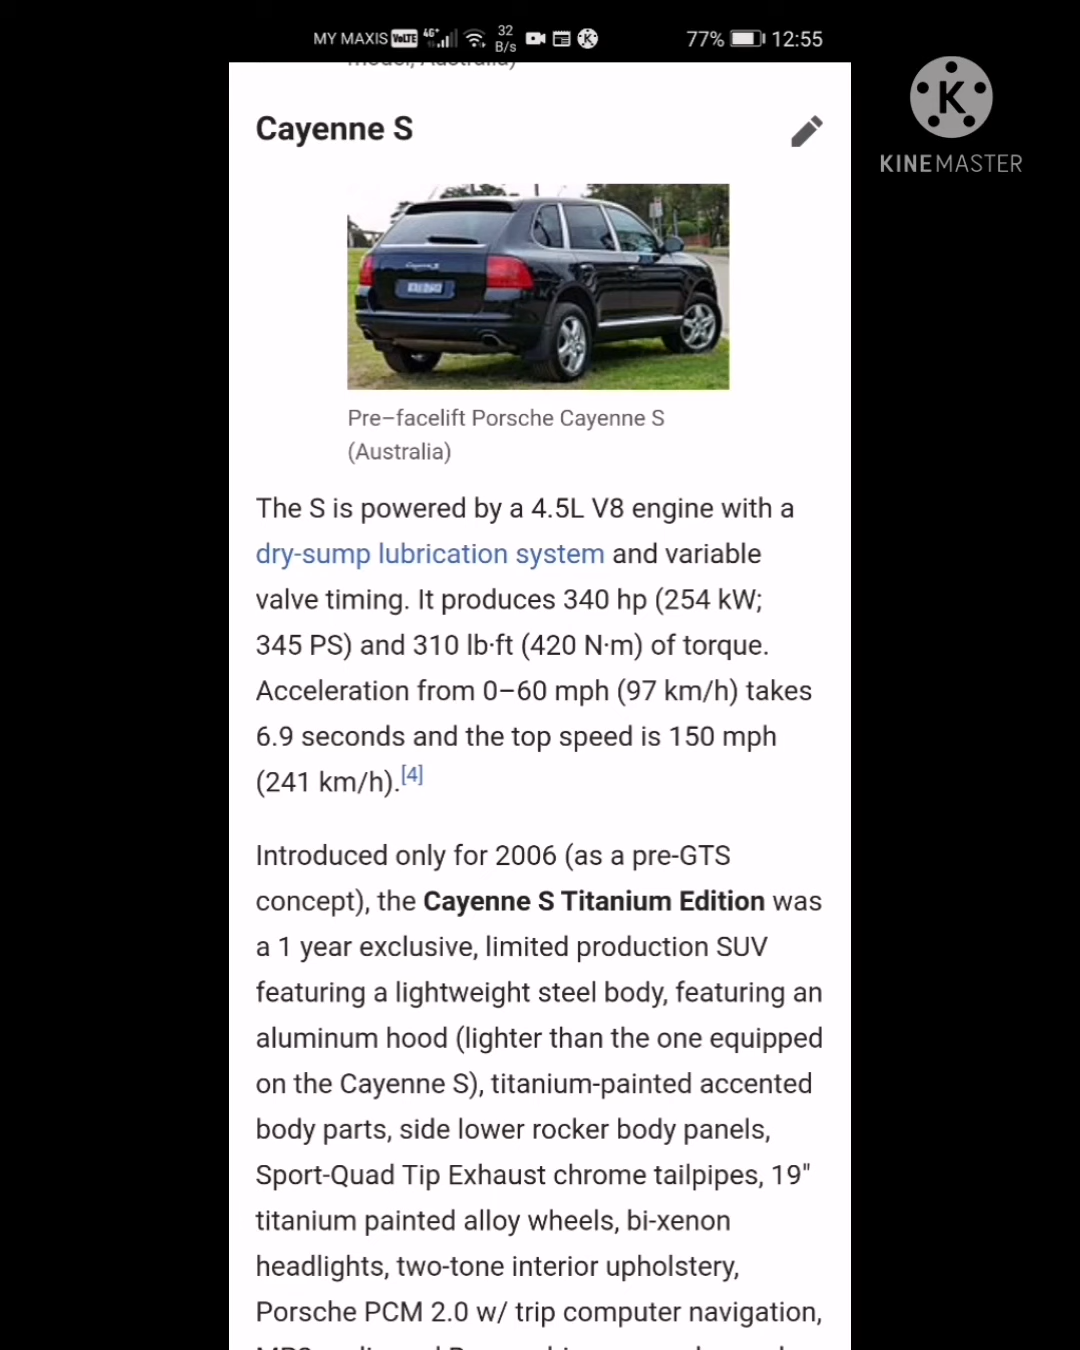 MY MAXIS VoLTE 4G+ 32 B/s 77% 12:55
K
KINEMASTER
Cayenne S
Pre–facelift Porsche Cayenne S
(Australia)
The S is powered by a 4.5L V8 engine with a
dry-sump lubrication system and variable
valve timing. It produces 340 hp (254 kW;
345 PS) and 310 lb·ft (420 N·m) of torque.
Acceleration from 0–60 mph (97 km/h) takes
6.9 seconds and the top speed is 150 mph
(241 km/h).[4]
Introduced only for 2006 (as a pre-GTS
concept), the Cayenne S Titanium Edition was
a 1 year exclusive, limited production SUV
featuring a lightweight steel body, featuring an
aluminum hood (lighter than the one equipped
on the Cayenne S), titanium-painted accented
body parts, side lower rocker body panels,
Sport-Quad Tip Exhaust chrome tailpipes, 19"
titanium painted alloy wheels, bi-xenon
headlights, two-tone interior upholstery,
Porsche PCM 2.0 w/ trip computer navigation,